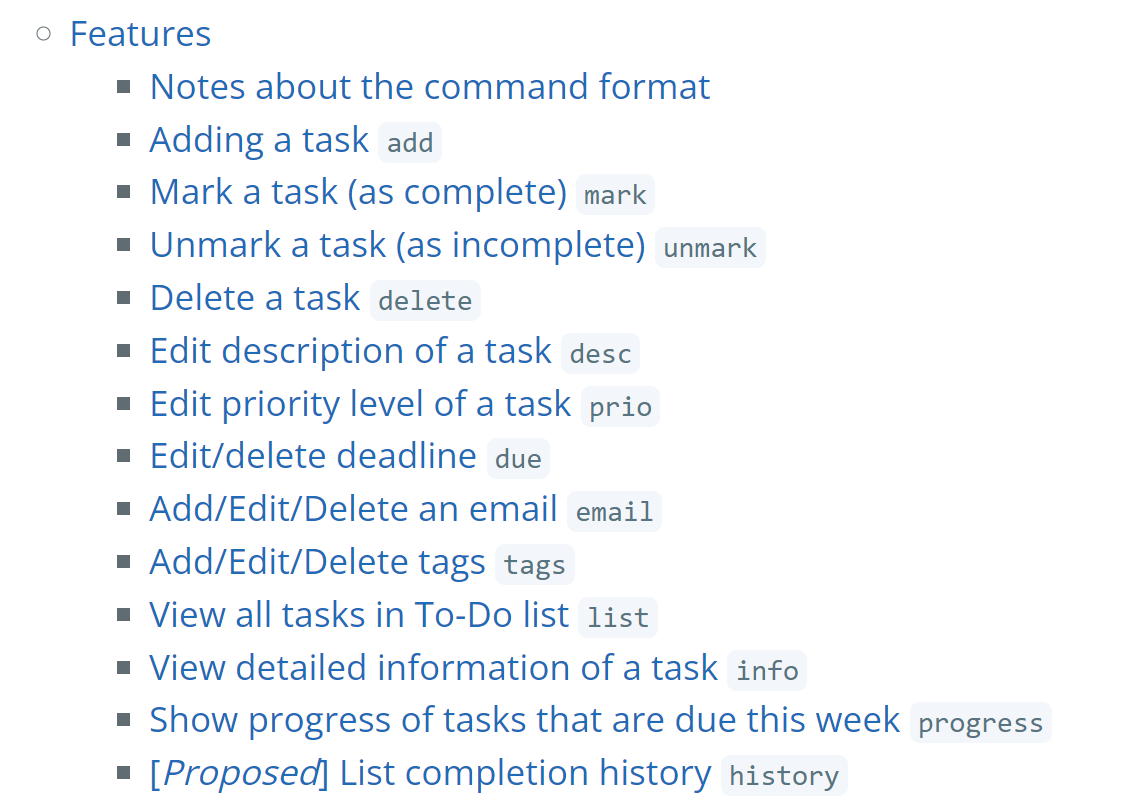 Features
Notes about the command format
Adding a task add
Mark a task (as complete) mark
Unmark a task (as incomplete) unmark
Delete a task delete
Edit description of a task desc
Edit priority level of a task prio
Edit/delete deadline due
Add/Edit/Delete an email email
Add/Edit/Delete tags tags
View all tasks in To-Do list list
View detailed information of a task info
Show progress of tasks that are due this week progress
[Proposed] List completion history history